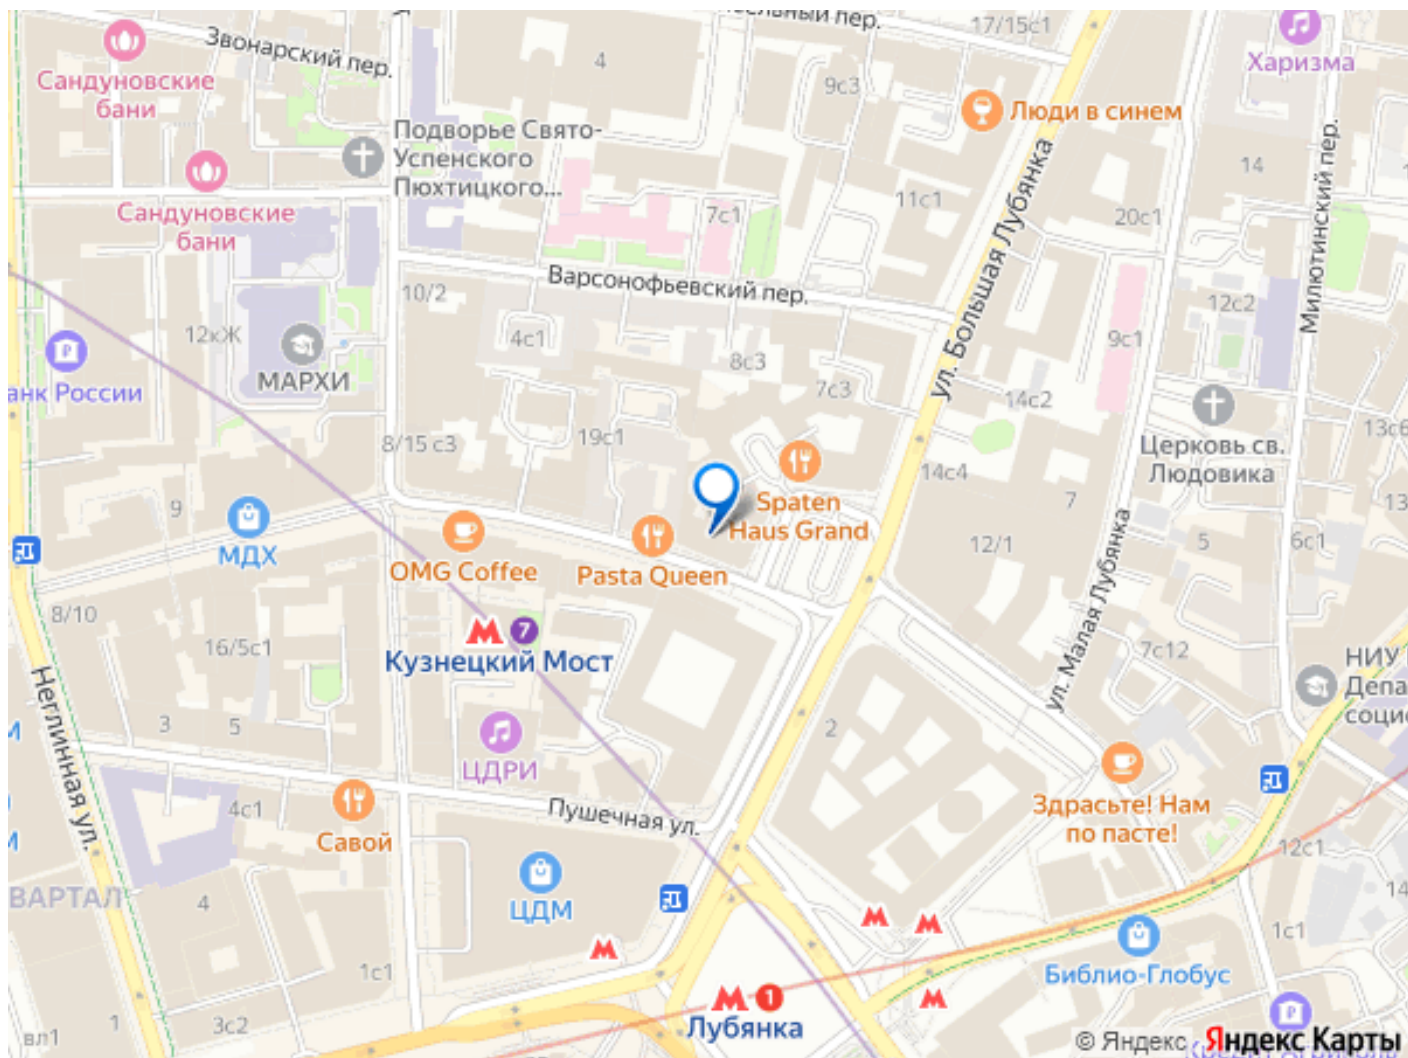 17/15с1
Звонарский пер.
4
9с3
Харизма
Сандуновские
бани
Люди в синем
Подворье Свято-
Успенского
Пюхтицкого...
14
Милютинский пер.
ул. Большая Лубянка
Сандуновские
бани
7с1
11с1
20с1
Варсонофьевский пер.
10/2
12с2
12кЖ
4с1
8с3
9с1
МАРХИ
анк России
7с3
14с2
8/15 с3
19с1
13с6
Церковь св.
Людовика
14с4
7
9
Spaten
Haus Grand
13
МДХ
OMG Coffee
Pasta Queen
12/1
5
6с1
ул. Малая Лубянка
8/10
7
16/5с1
Кузнецкий Мост
7с12
НИУ
Депа
социо
Неглинная ул.
3
5
2
ЦДРИ
4с1
Пушечная ул.
Здрасьте! Нам
по пасте!
Савой
12с1
ВАРТАЛ
4
ЦДМ
14
1с1
1с1
Библио-Глобус
1
Лубянка
вл1
1
3с2
© Яндекс Яндекс Карты